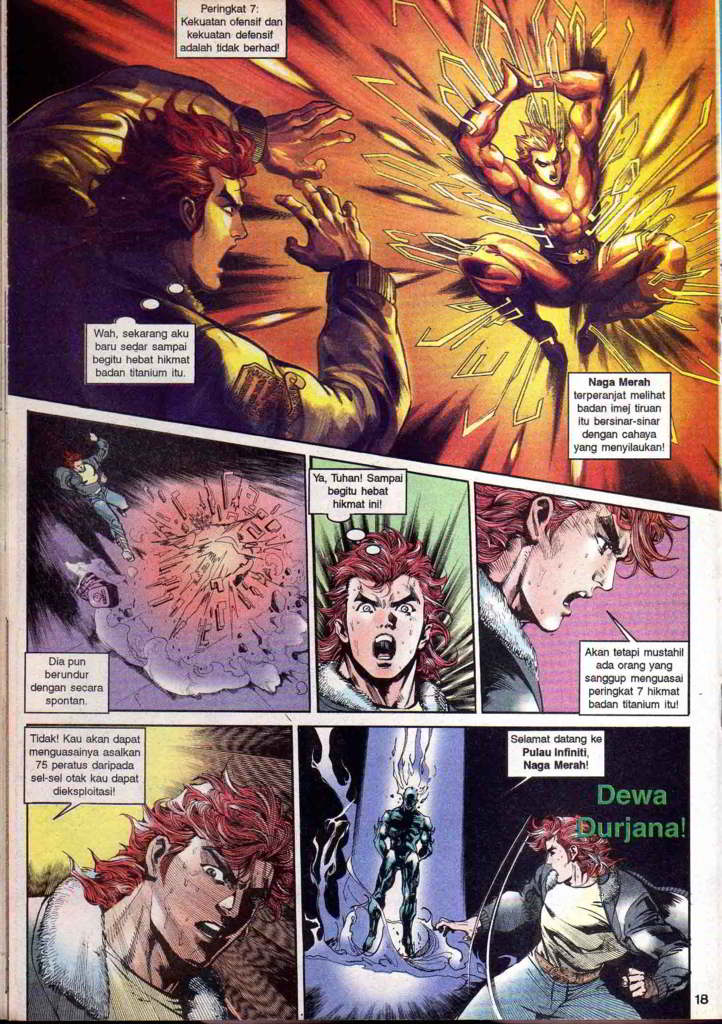 Peringkat 7:
Kekuatan ofensif dan
kekuatan defensif
adalah tidak berhad!
Wah, sekarang aku
baru sedar sampai
begitu hebat hikmat
badan titanium itu.
Naga Merah
terperanjat melihat
badan imej tiruan
itu bersinar-sinar
dengan cahaya
yang menyilaukan!
Dia pun
berundur
dengan secara
spontan.
Ya, Tuhan! Sampai
begitu hebat
hikmat ini!
Akan tetapi mustahil
ada orang yang
sanggup menguasai
peringkat 7 hikmat
badan titanium itu!
Tidak! Kau akan dapat
menguasainya asalkan
75 peratus daripada
sel-sel otak kau dapat
dieksploitasi!
Selamat datang ke
Pulau Infiniti,
Naga Merah!
Dewa
Durjana!
18